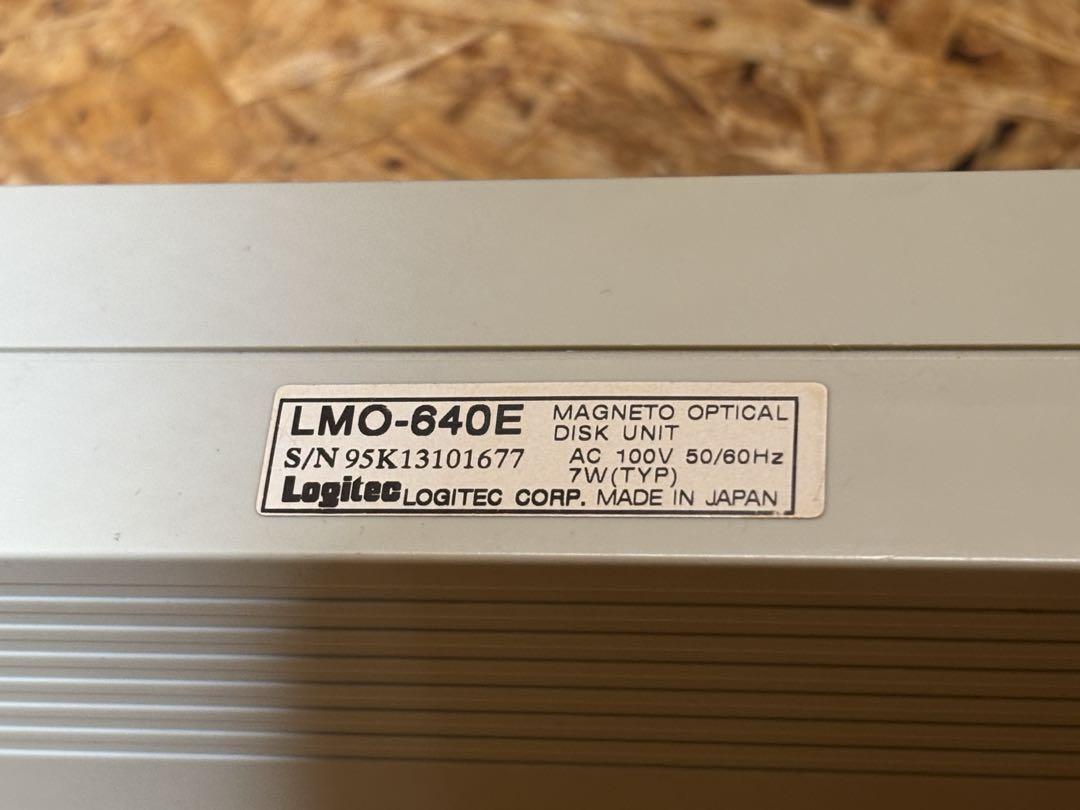 LMO-640E MAGNETO OPTICAL
DISK UNIT
S/N 95K13101677 AC 100V 50/60Hz
7W(TYP)
Logitec LOGITEC CORP. MADE IN JAPAN